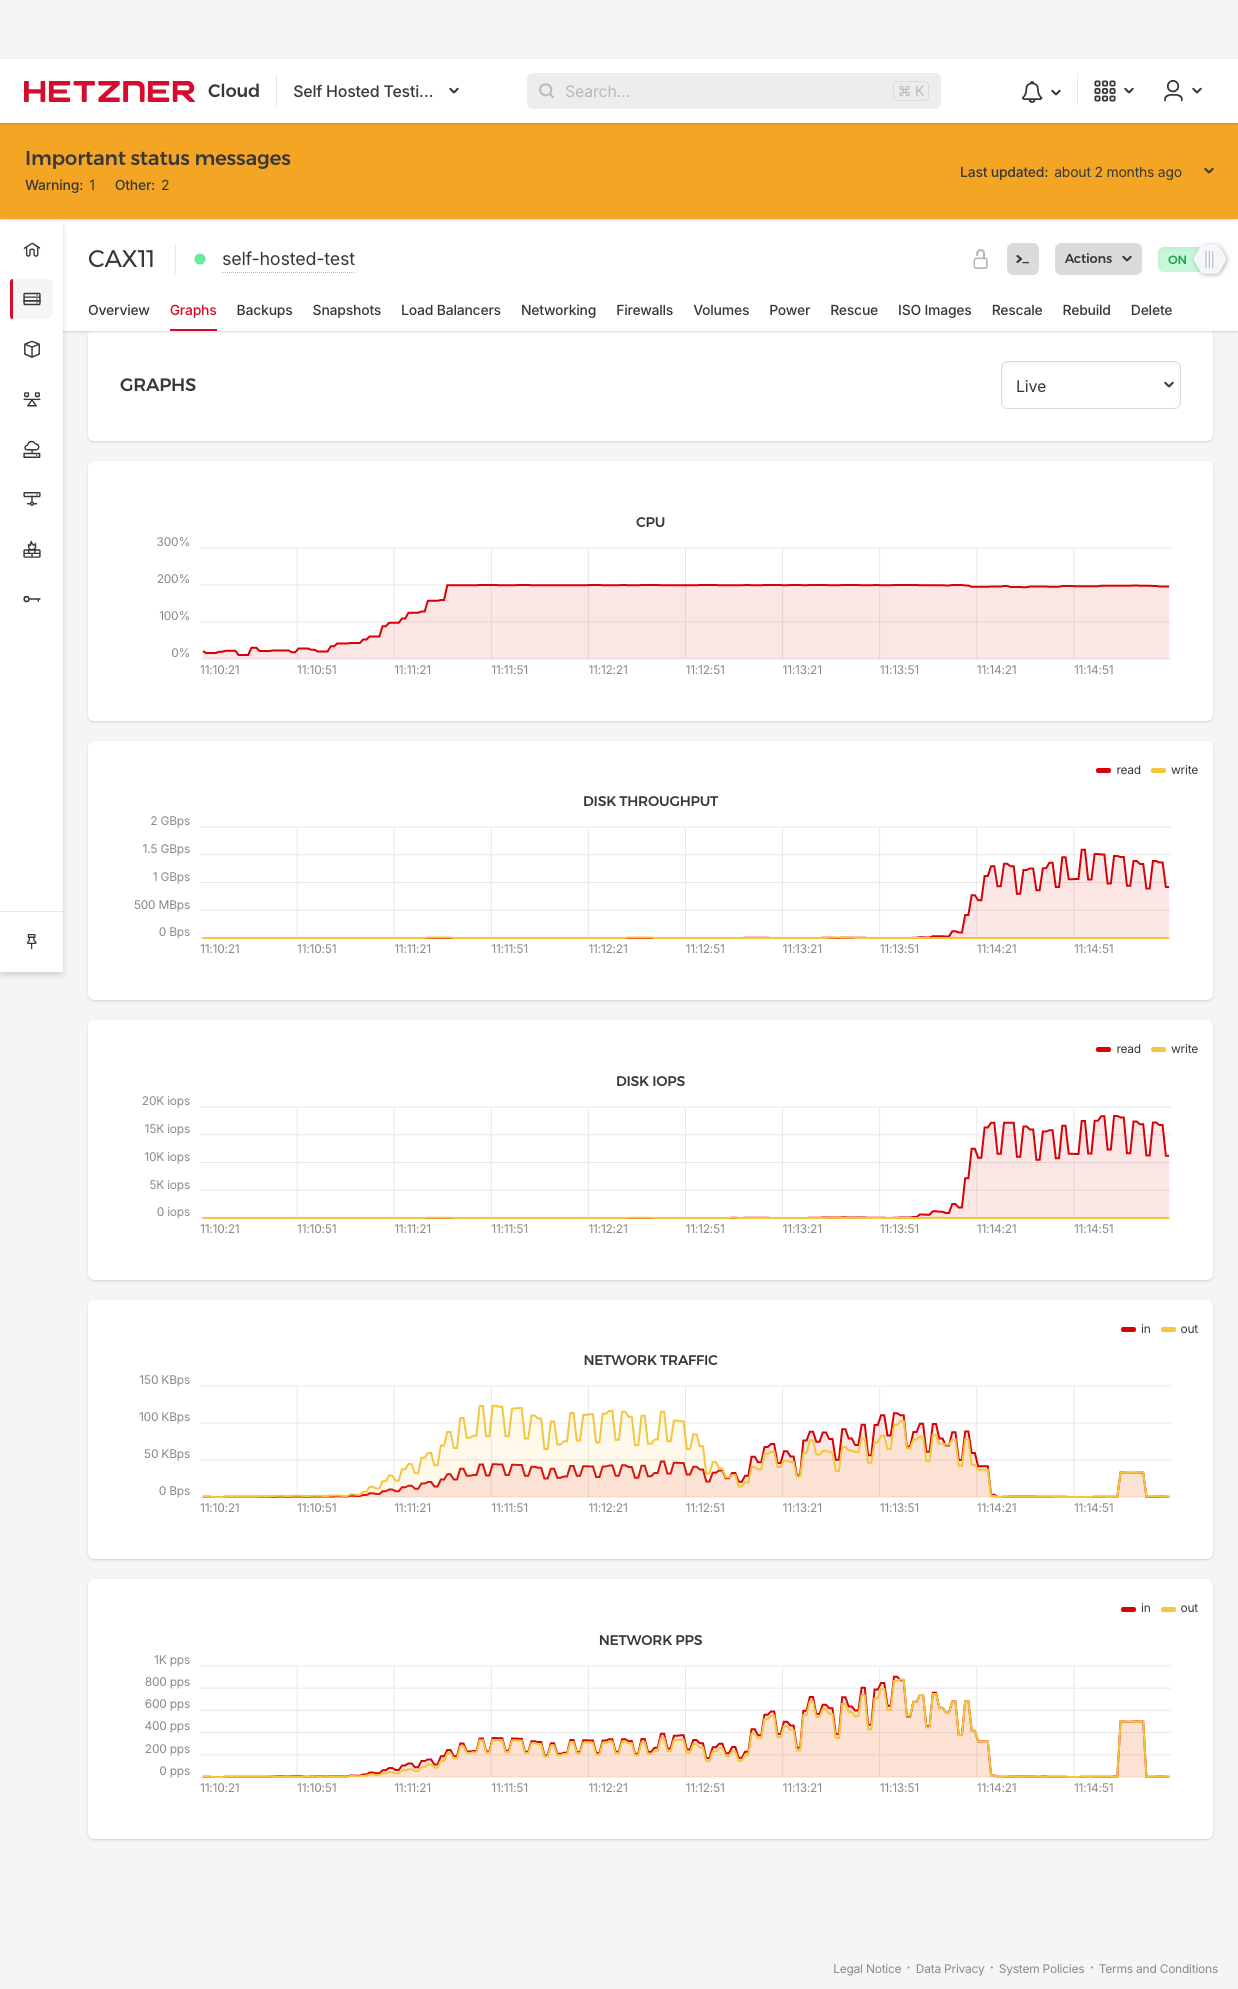 HETZNER Cloud Self Hosted Testi... Search... ⌘ K
Important status messages
Warning: 1 Other: 2
Last updated: about 2 months ago
CAX11 self-hosted-test >_ Actions ON
Overview Graphs Backups Snapshots Load Balancers Networking Firewalls Volumes Power Rescue ISO Images Rescale Rebuild Delete
GRAPHS
Live
CPU
300%
200%
100%
0%
11:10:21 11:10:51 11:11:21 11:11:51 11:12:21 11:12:51 11:13:21 11:13:51 11:14:21 11:14:51
read write
DISK THROUGHPUT
2 GBps
1.5 GBps
1 GBps
500 MBps
0 Bps
11:10:21 11:10:51 11:11:21 11:11:51 11:12:21 11:12:51 11:13:21 11:13:51 11:14:21 11:14:51
read write
DISK IOPS
20K iops
15K iops
10K iops
5K iops
0 iops
11:10:21 11:10:51 11:11:21 11:11:51 11:12:21 11:12:51 11:13:21 11:13:51 11:14:21 11:14:51
in out
NETWORK TRAFFIC
150 KBps
100 KBps
50 KBps
0 Bps
11:10:21 11:10:51 11:11:21 11:11:51 11:12:21 11:12:51 11:13:21 11:13:51 11:14:21 11:14:51
in out
NETWORK PPS
1K pps
800 pps
600 pps
400 pps
200 pps
0 pps
11:10:21 11:10:51 11:11:21 11:11:51 11:12:21 11:12:51 11:13:21 11:13:51 11:14:21 11:14:51
Legal Notice · Data Privacy · System Policies · Terms and Conditions